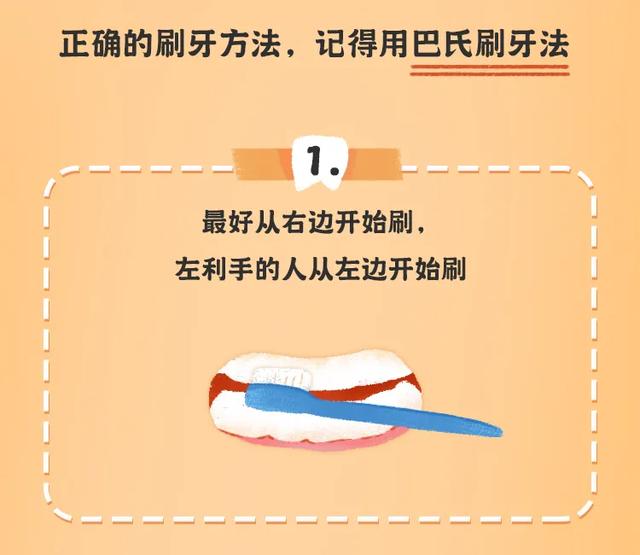 正确的刷牙方法，记得用巴氏刷牙法
1.
最好从右边开始刷，
左利手的人从左边开始刷